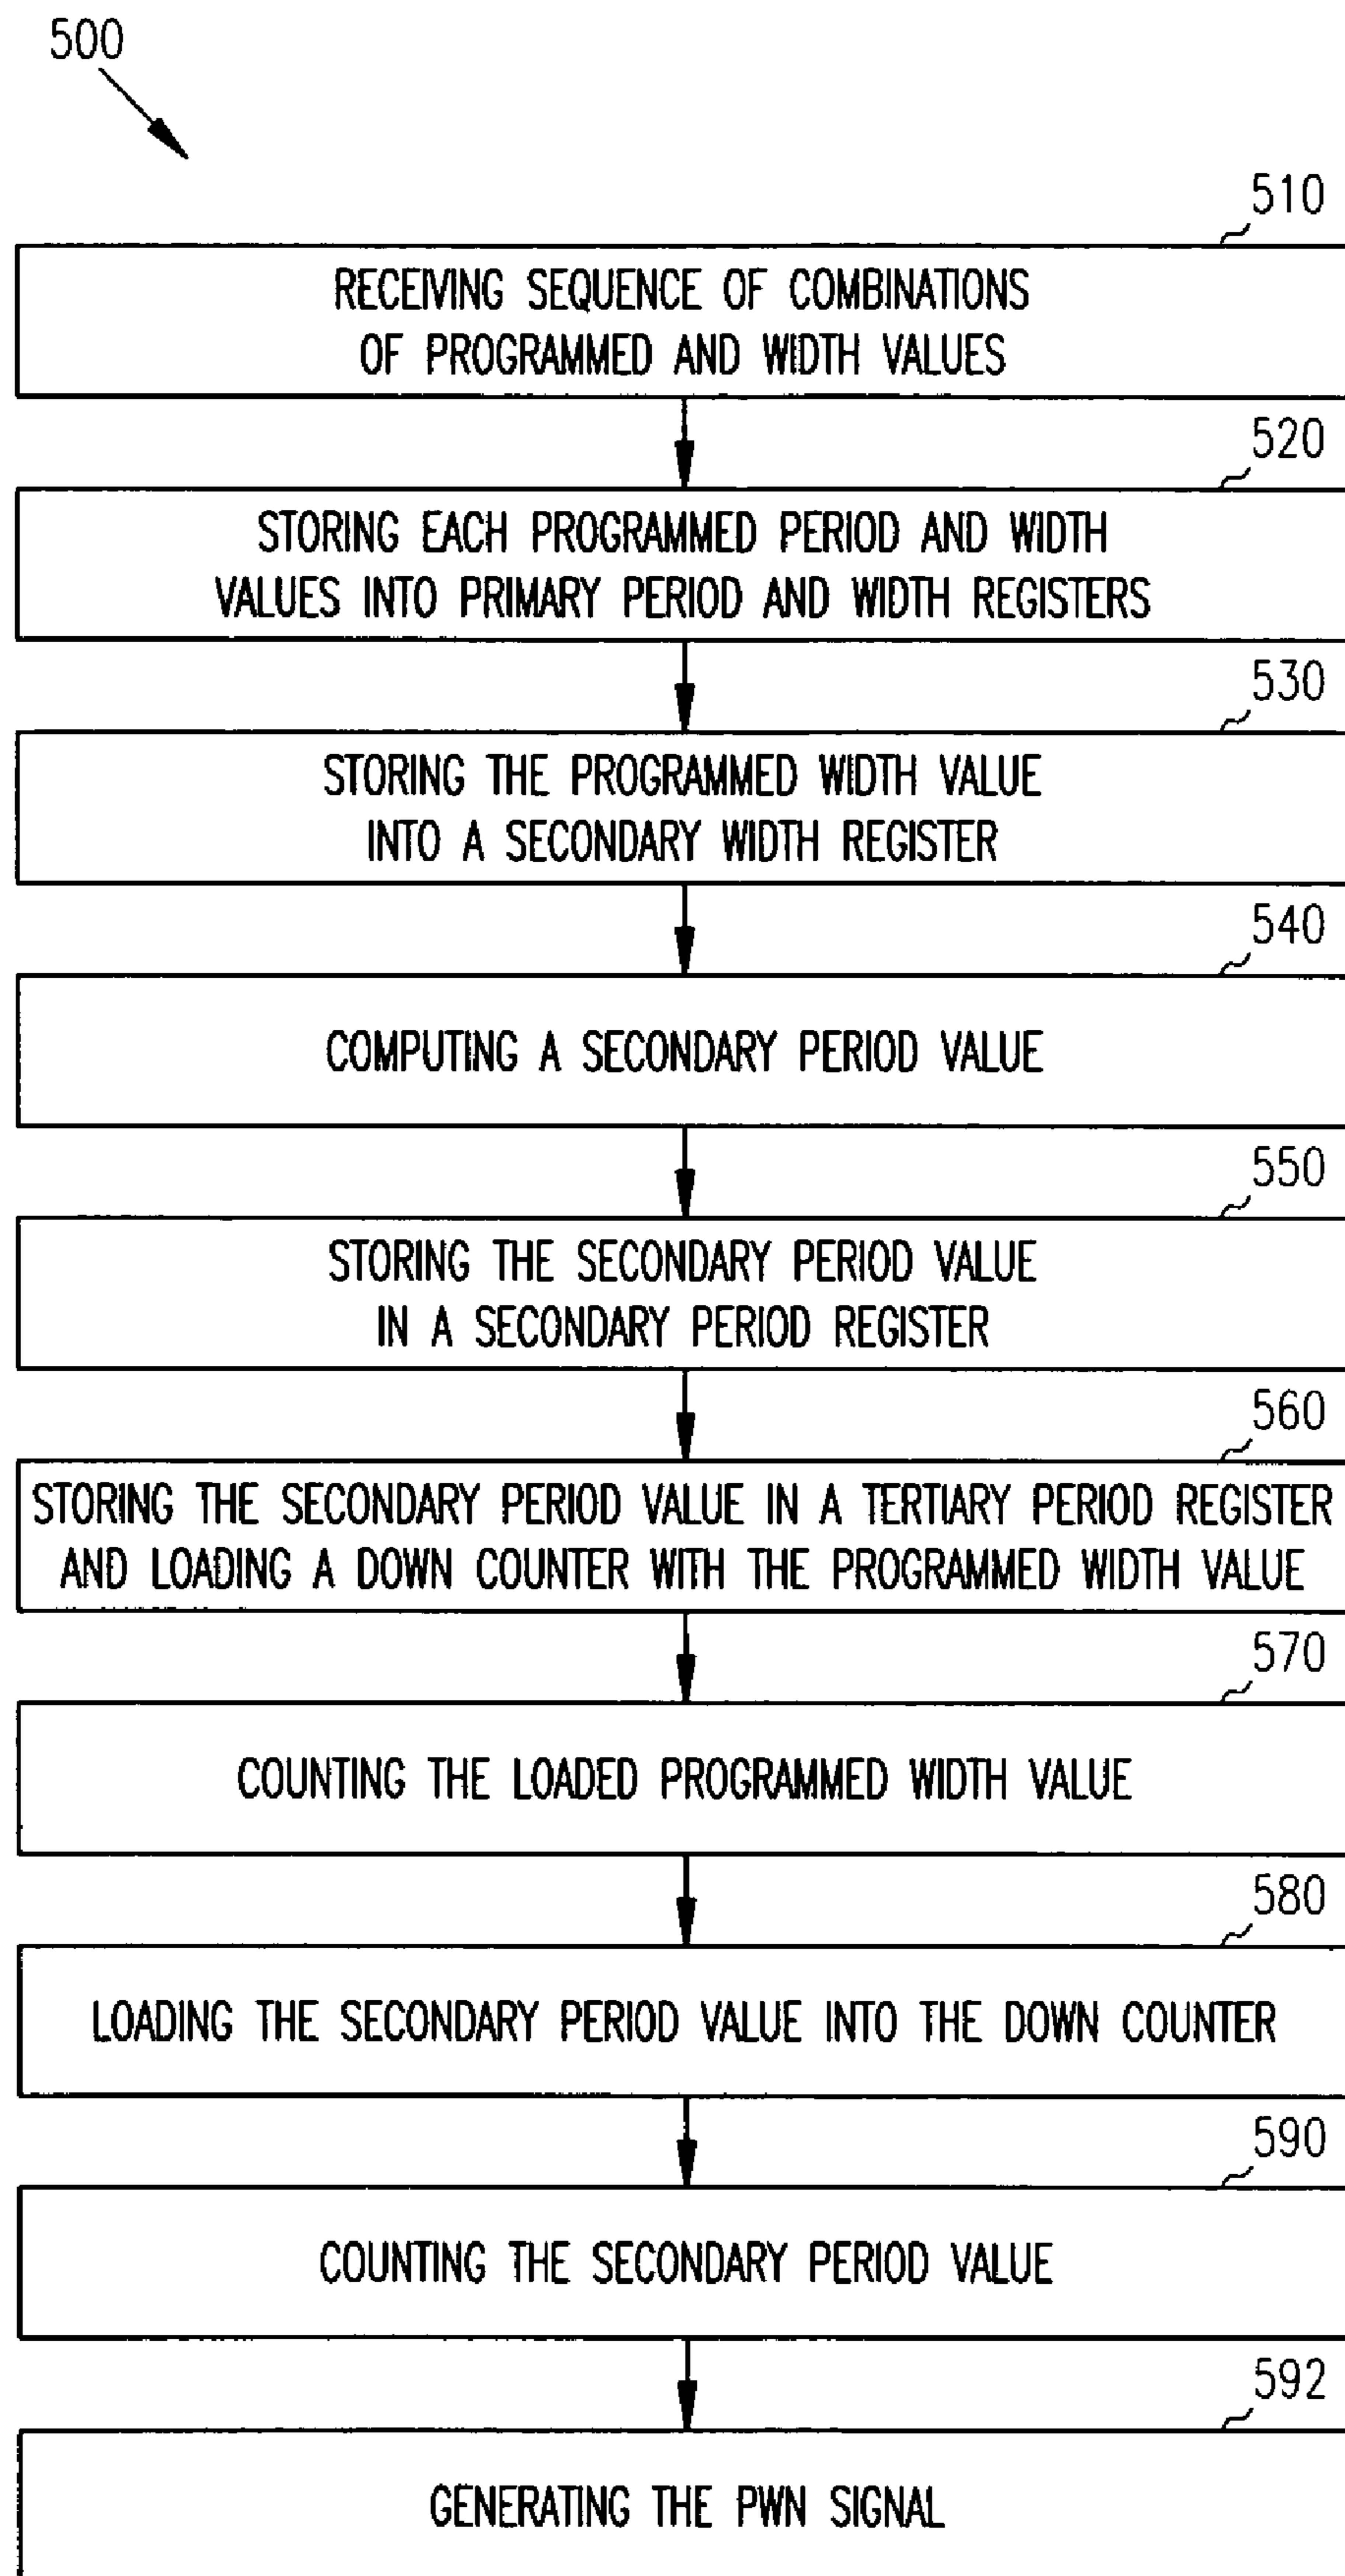 500
510
RECEIVING SEQUENCE OF COMBINATIONS
OF PROGRAMMED AND WIDTH VALUES
520
STORING EACH PROGRAMMED PERIOD AND WIDTH
VALUES INTO PRIMARY PERIOD AND WIDTH REGISTERS
530
STORING THE PROGRAMMED WIDTH VALUE
INTO A SECONDARY WIDTH REGISTER
540
COMPUTING A SECONDARY PERIOD VALUE
550
STORING THE SECONDARY PERIOD VALUE
IN A SECONDARY PERIOD REGISTER
560
STORING THE SECONDARY PERIOD VALUE IN A TERTIARY PERIOD REGISTER
AND LOADING A DOWN COUNTER WITH THE PROGRAMMED WIDTH VALUE
570
COUNTING THE LOADED PROGRAMMED WIDTH VALUE
580
LOADING THE SECONDARY PERIOD VALUE INTO THE DOWN COUNTER
590
COUNTING THE SECONDARY PERIOD VALUE
592
GENERATING THE PWN SIGNAL